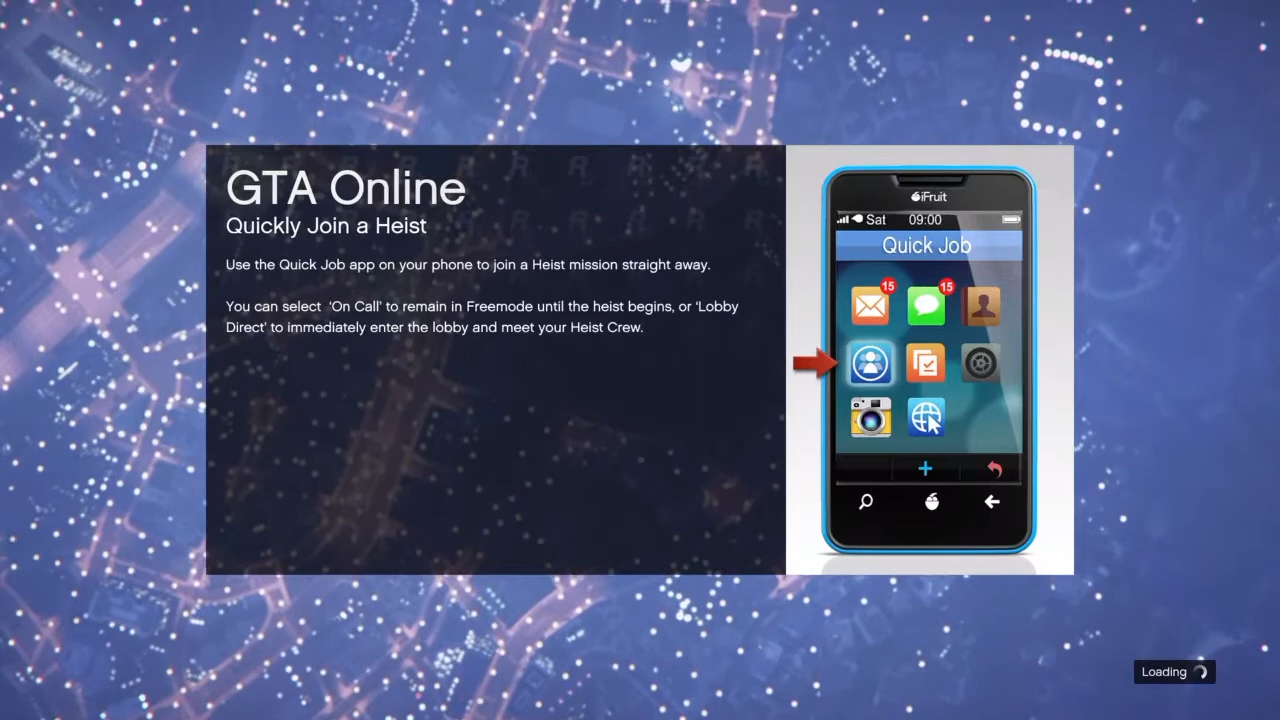 GTA Online
Quickly Join a Heist
Use the Quick Job app on your phone to join a Heist mission straight away.
You can select 'On Call' to remain in Freemode until the heist begins, or 'Lobby
Direct' to immediately enter the lobby and meet your Heist Crew.
iFruit
Sat 09:00
Quick Job
15 15
Loading